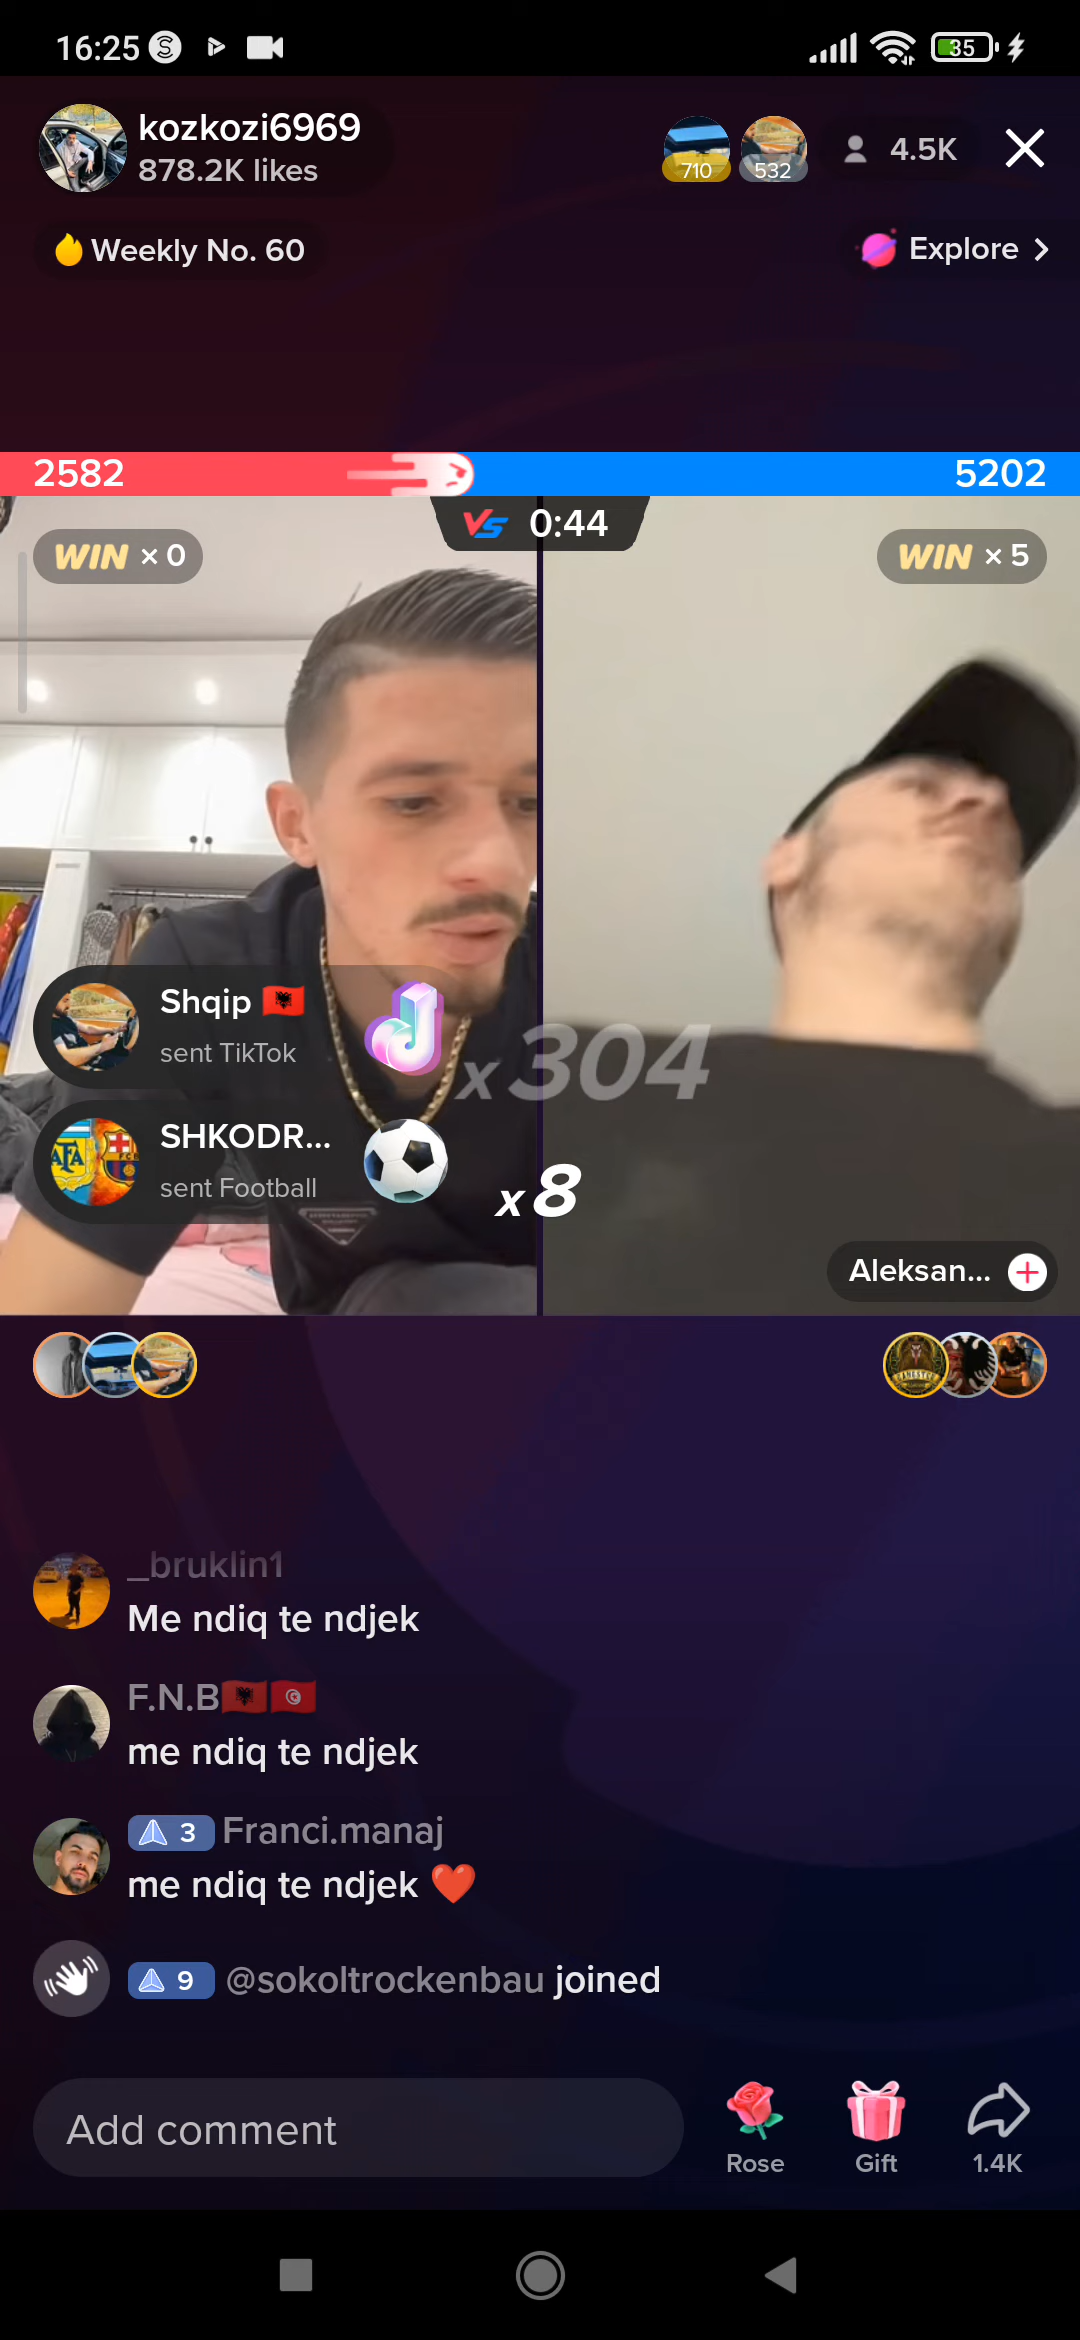 16:25
35
kozkozi6969
878.2K likes
710
532
4.5K
Weekly No. 60
Explore
2582
5202
VS 0:44
WIN × 0
WIN × 5
Shqip
sent TikTok
x304
AFA
SHKODR...
sent Football
x8
Aleksan...
_bruklin1
Me ndiq te ndjek
F.N.B
me ndiq te ndjek
3 Franci.manaj
me ndiq te ndjek
9 @sokoltrockenbau joined
Add comment
Rose
Gift
1.4K